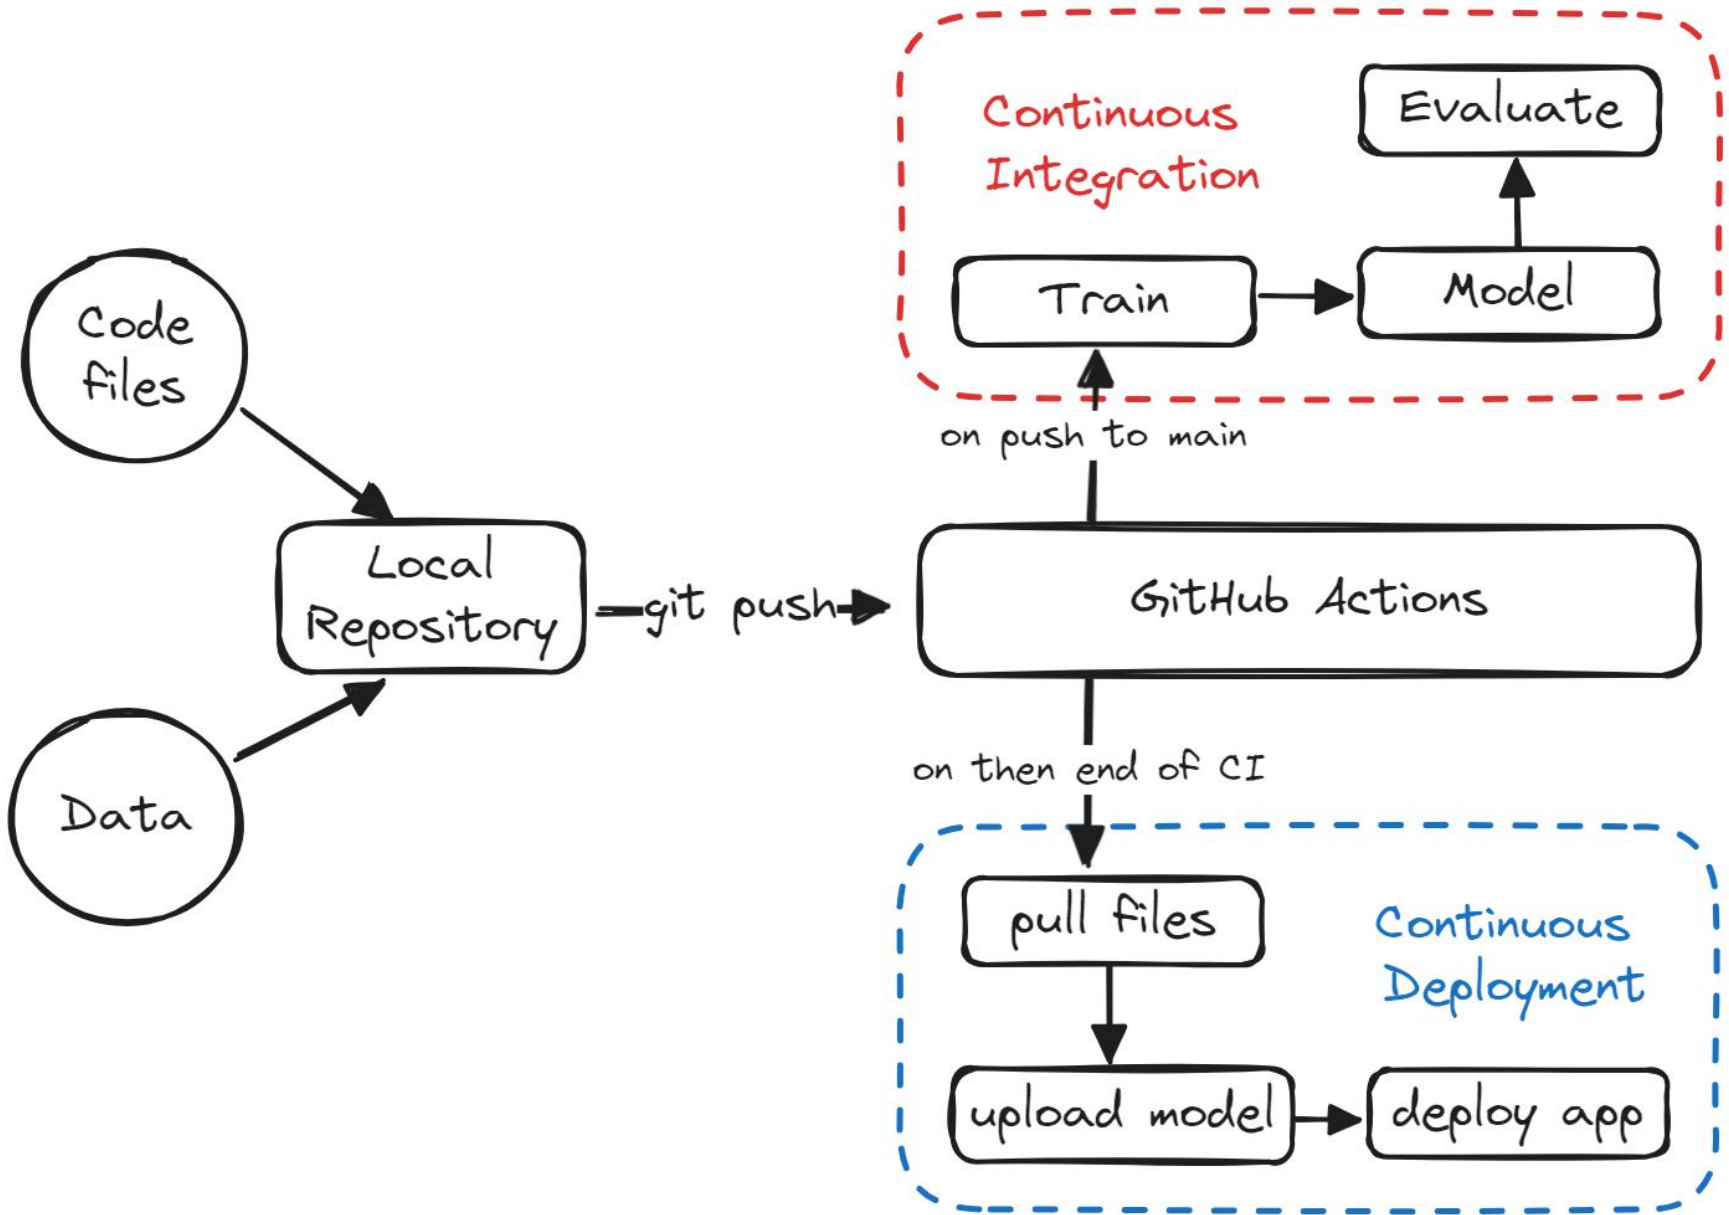 Continuous
Integration
Evaluate
Train
Model
Code
files
on push to main
Local
Repository
git push
GitHub Actions
Data
on then end of CI
pull files
Continuous
Deployment
upload model
deploy app